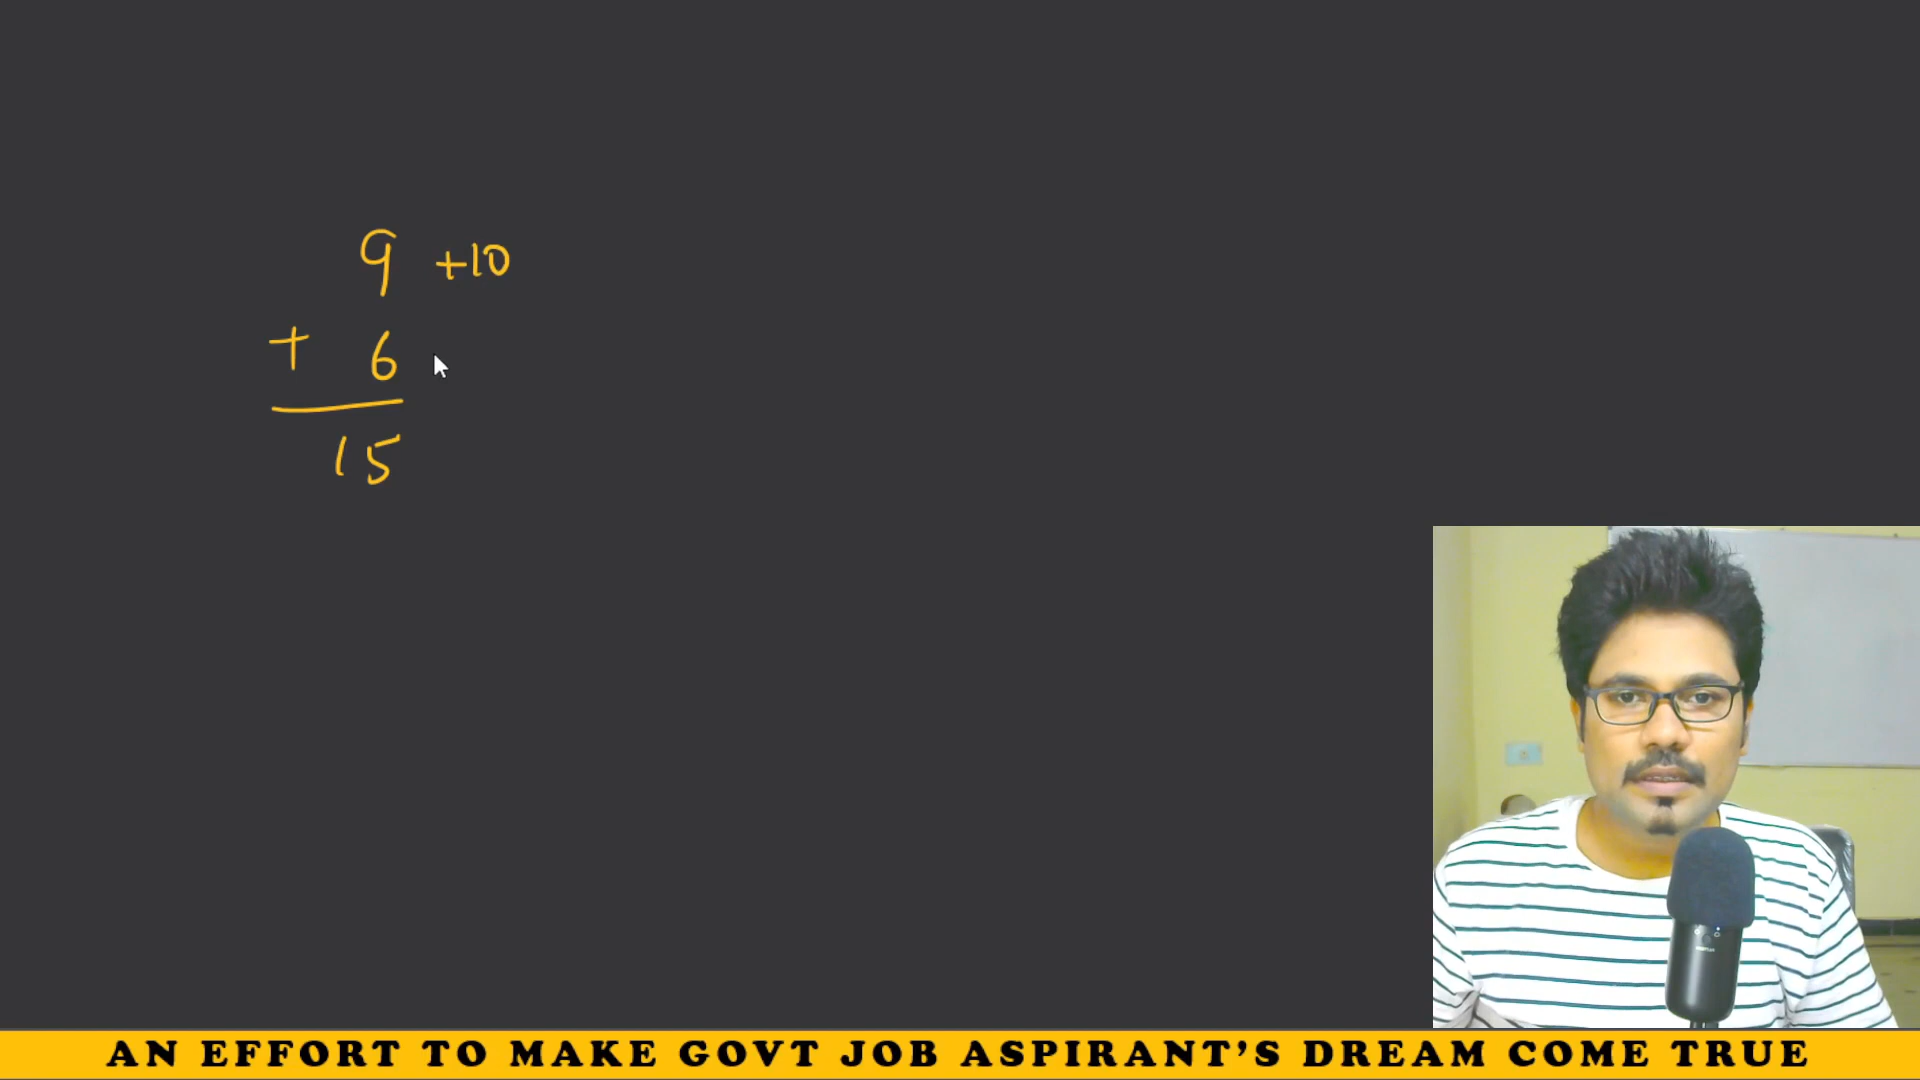 9 +10
+ 6
15
AN EFFORT TO MAKE GOVT JOB ASPIRANT’S DREAM COME TRUE